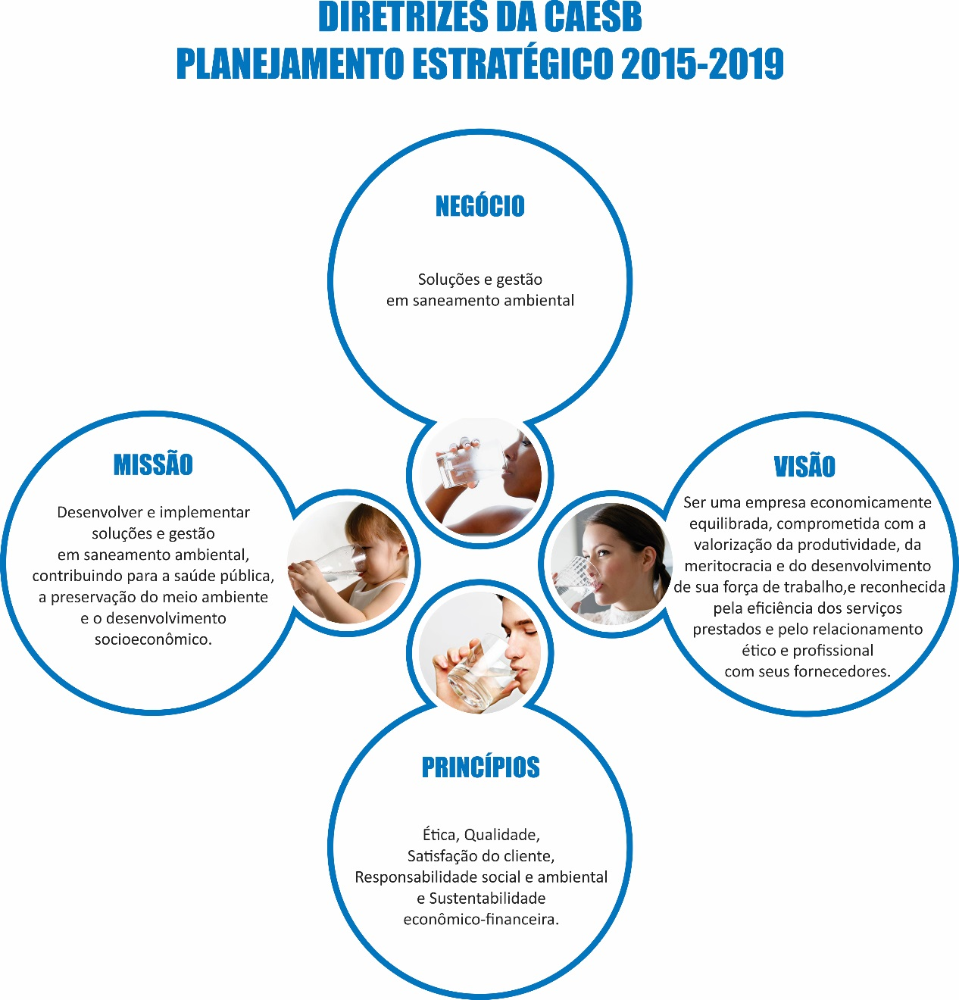 DIRETRIZES DA CAESB
PLANEJAMENTO ESTRATÉGICO 2015-2019
NEGÓCIO
Soluções e gestão
em saneamento ambiental
MISSÃO
Desenvolver e implementar
soluções e gestão
em saneamento ambiental,
contribuindo para a saúde pública,
a preservação do meio ambiente
e o desenvolvimento
socioeconômico.
VISÃO
Ser uma empresa economicamente
equilibrada, comprometida com a
valorização da produtividade, da
meritocracia e do desenvolvimento
de sua força de trabalho,e reconhecida
pela eficiência dos serviços
prestados e pelo relacionamento
ético e profissional
com seus fornecedores.
PRINCÍPIOS
Ética, Qualidade,
Satisfação do cliente,
Responsabilidade social e ambiental
e Sustentabilidade
econômico-financeira.